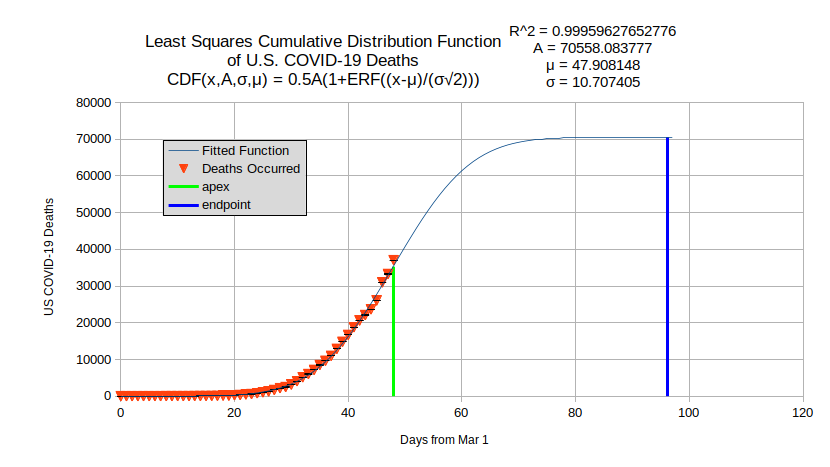 Least Squares Cumulative Distribution Function
of U.S. COVID-19 Deaths
CDF(x,A,σ,μ) = 0.5A(1+ERF((x-μ)/(σ√2)))
R^2 = 0.99959627652776
A = 70558.083777
μ = 47.908148
σ = 10.707405
80000
70000
60000
50000
40000
30000
20000
10000
0
US COVID-19 Deaths
Fitted Function
Deaths Occurred
apex
endpoint
0 20 40 60 80 100 120
Days from Mar 1